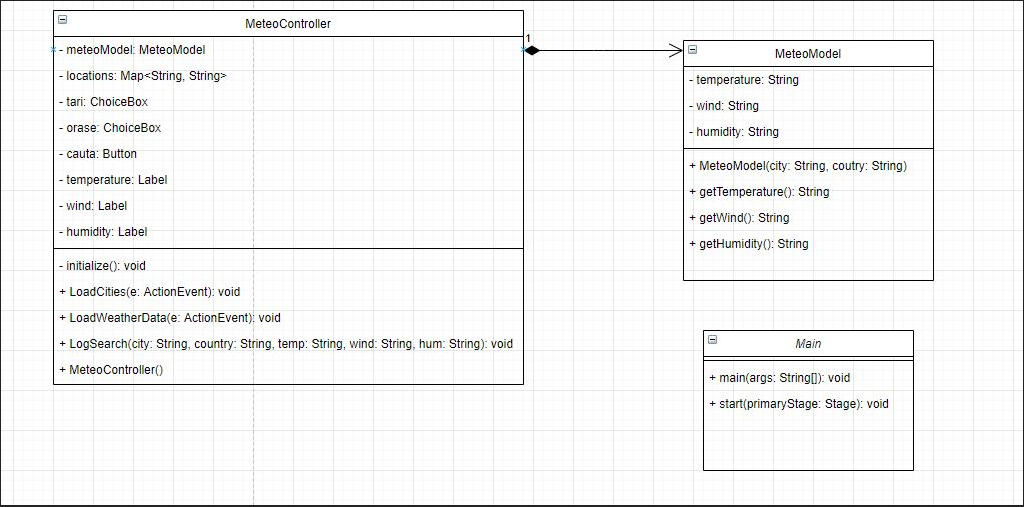 MeteoController
- meteoModel: MeteoModel
- locations: Map<String, String>
- tari: ChoiceBox
- orase: ChoiceBox
- cauta: Button
- temperature: Label
- wind: Label
- humidity: Label
- initialize(): void
+ LoadCities(e: ActionEvent): void
+ LoadWeatherData(e: ActionEvent): void
+ LogSearch(city: String, country: String, temp: String, wind: String, hum: String): void
+ MeteoController()
1
MeteoModel
- temperature: String
- wind: String
- humidity: String
+ MeteoModel(city: String, coutry: String)
+ getTemperature(): String
+ getWind(): String
+ getHumidity(): String
Main
+ main(args: String[]): void
+ start(primaryStage: Stage): void